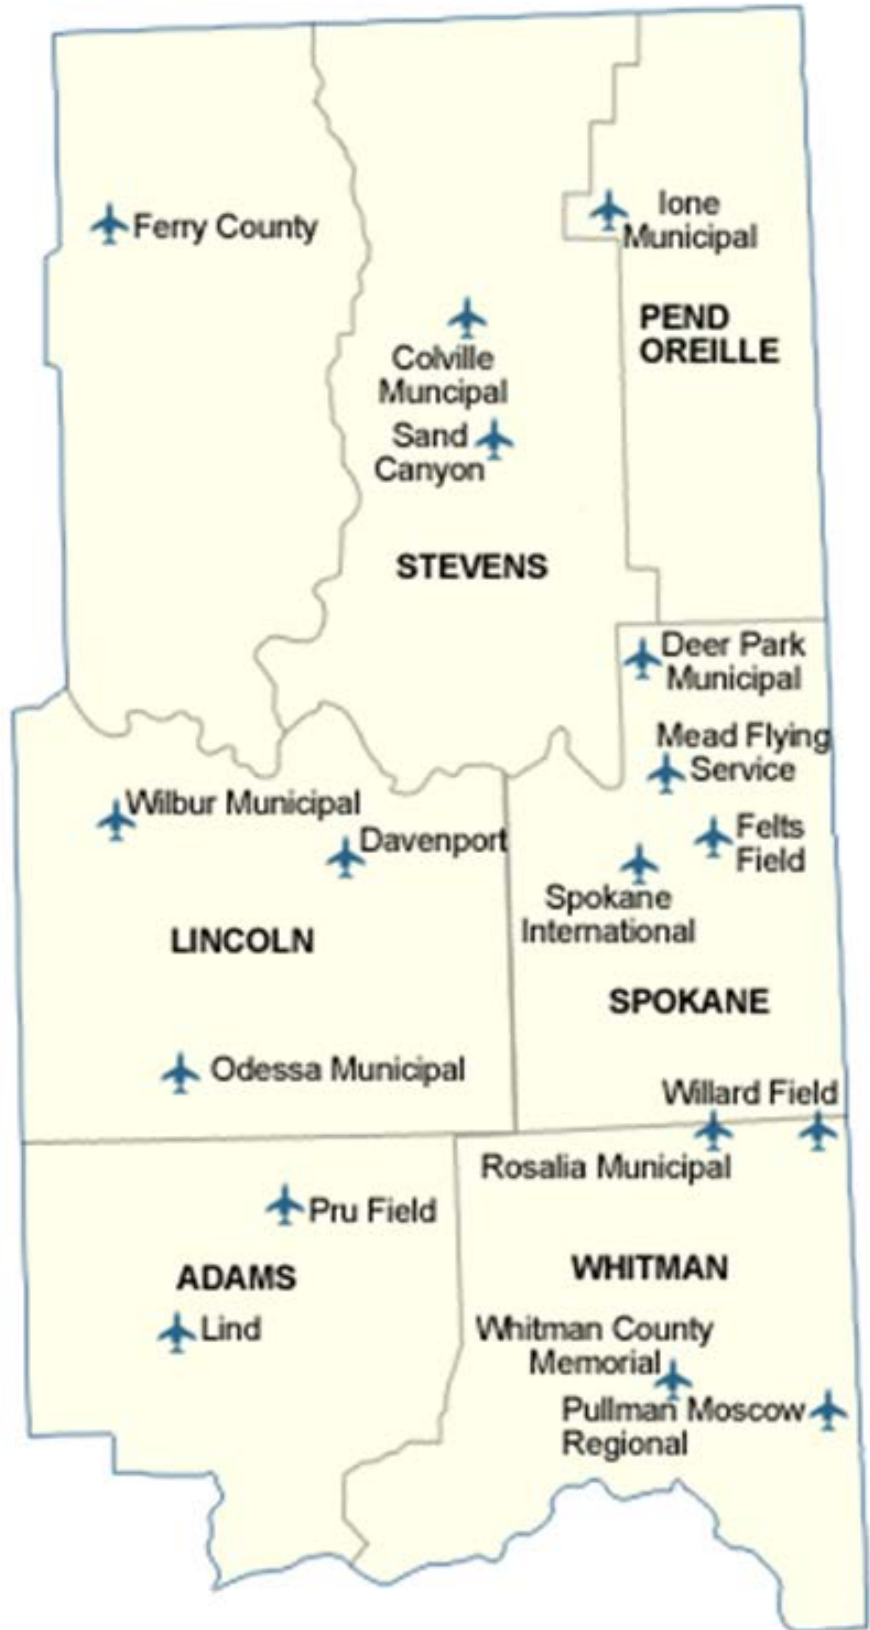 Ferry County
Ione
Municipal
PEND
OREILLE
Colville
Muncipal
Sand
Canyon
STEVENS
Deer Park
Municipal
Mead Flying
Service
Wilbur Municipal
Davenport
Felts
Field
Spokane
International
LINCOLN
SPOKANE
Odessa Municipal
Willard Field
Rosalia Municipal
Pru Field
ADAMS
WHITMAN
Lind
Whitman County
Memorial
Pullman Moscow
Regional